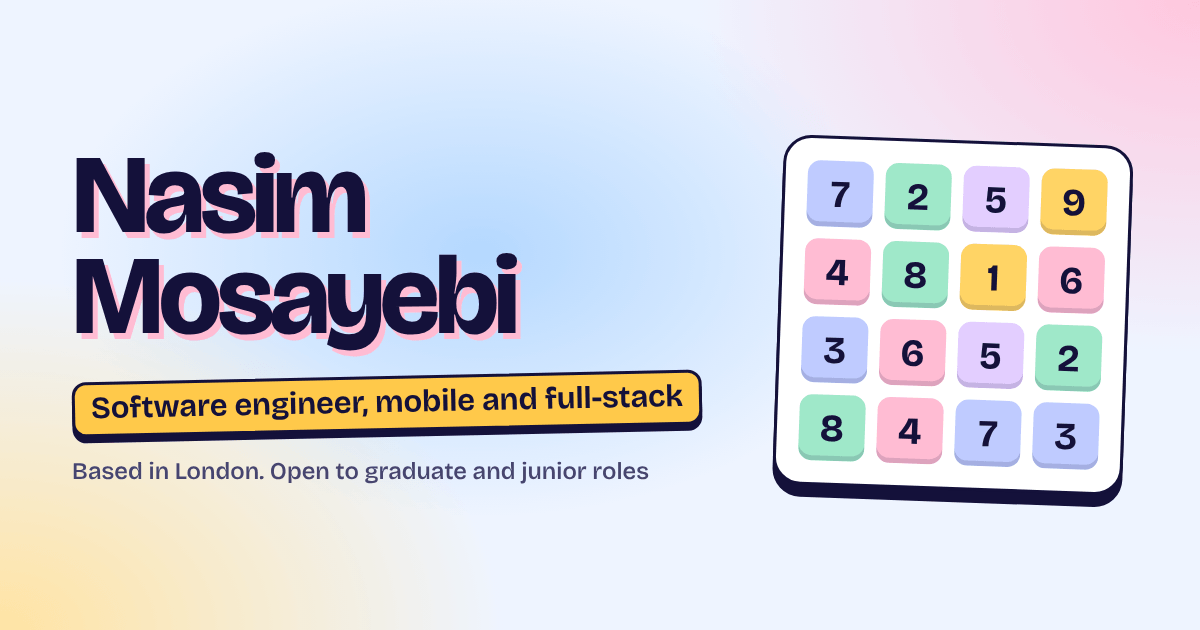 Nasim
Mosayebi
Software engineer, mobile and full-stack
Based in London. Open to graduate and junior roles
7 2 5 9
4 8 1 6
3 6 5 2
8 4 7 3